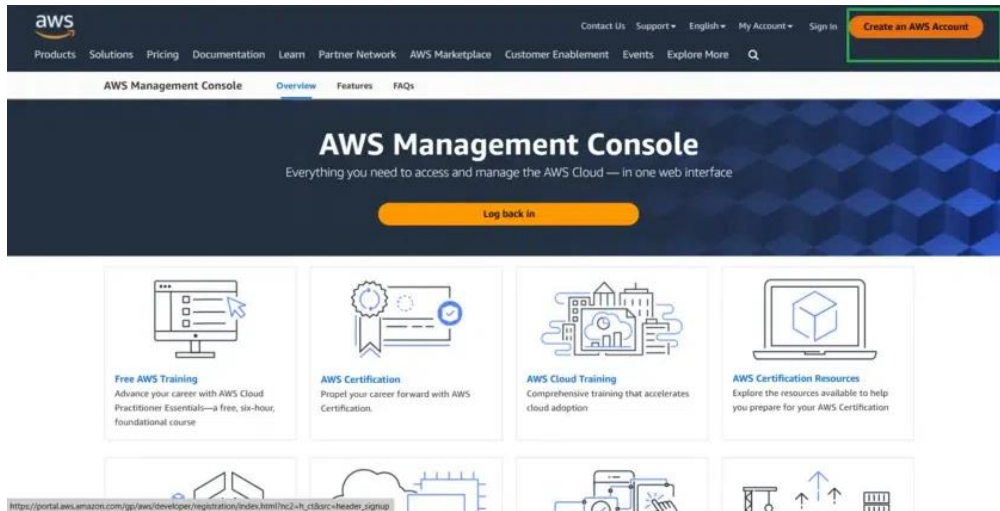 aws
Contact Us Support English My Account Sign In Create an AWS Account
Products Solutions Pricing Documentation Learn Partner Network AWS Marketplace Customer Enablement Events Explore More
AWS Management Console Overview Features FAQs
AWS Management Console
Everything you need to access and manage the AWS Cloud — in one web interface
Log back in
Free AWS Training
Advance your career with AWS Cloud
Practitioner Essentials—a free, six-hour,
foundational course
AWS Certification
Propel your career forward with AWS
Certification.
AWS Cloud Training
Comprehensive training that accelerates
cloud adoption
AWS Certification Resources
Explore the resources available to help
you prepare for your AWS Certification
https://portal.aws.amazon.com/gp/aws/developer/registration/index.html?nc2=h_ct&src=header_signup